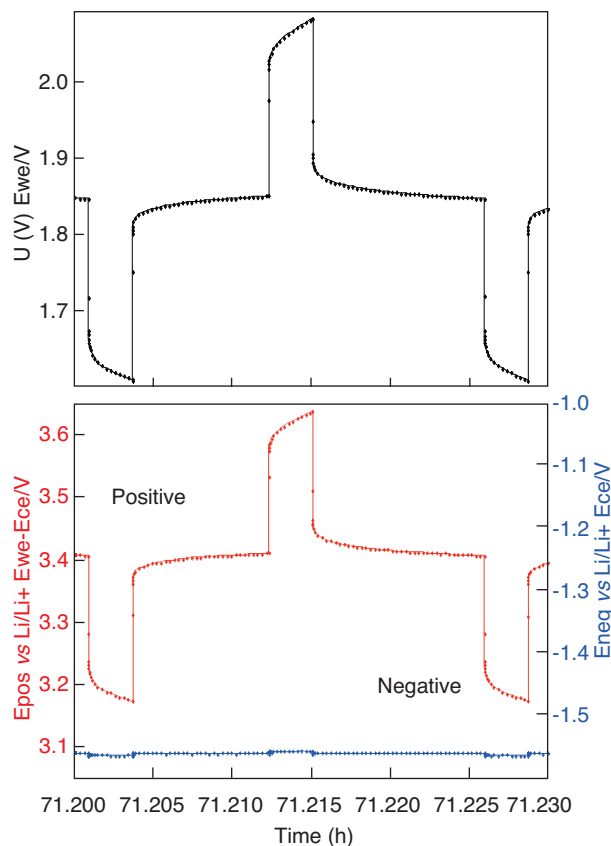 U (V) Ewe/V
2.0
1.9
1.8
1.7
Epos vs Li/Li+ Ewe-Ece/V
3.6
3.5
3.4
3.3
3.2
3.1
Positive
Negative
-1.0
-1.1
-1.2
-1.3
-1.4
-1.5
Eneg vs Li/Li+ Ece/V
71.200 71.205 71.210 71.215 71.220 71.225 71.230
Time (h)